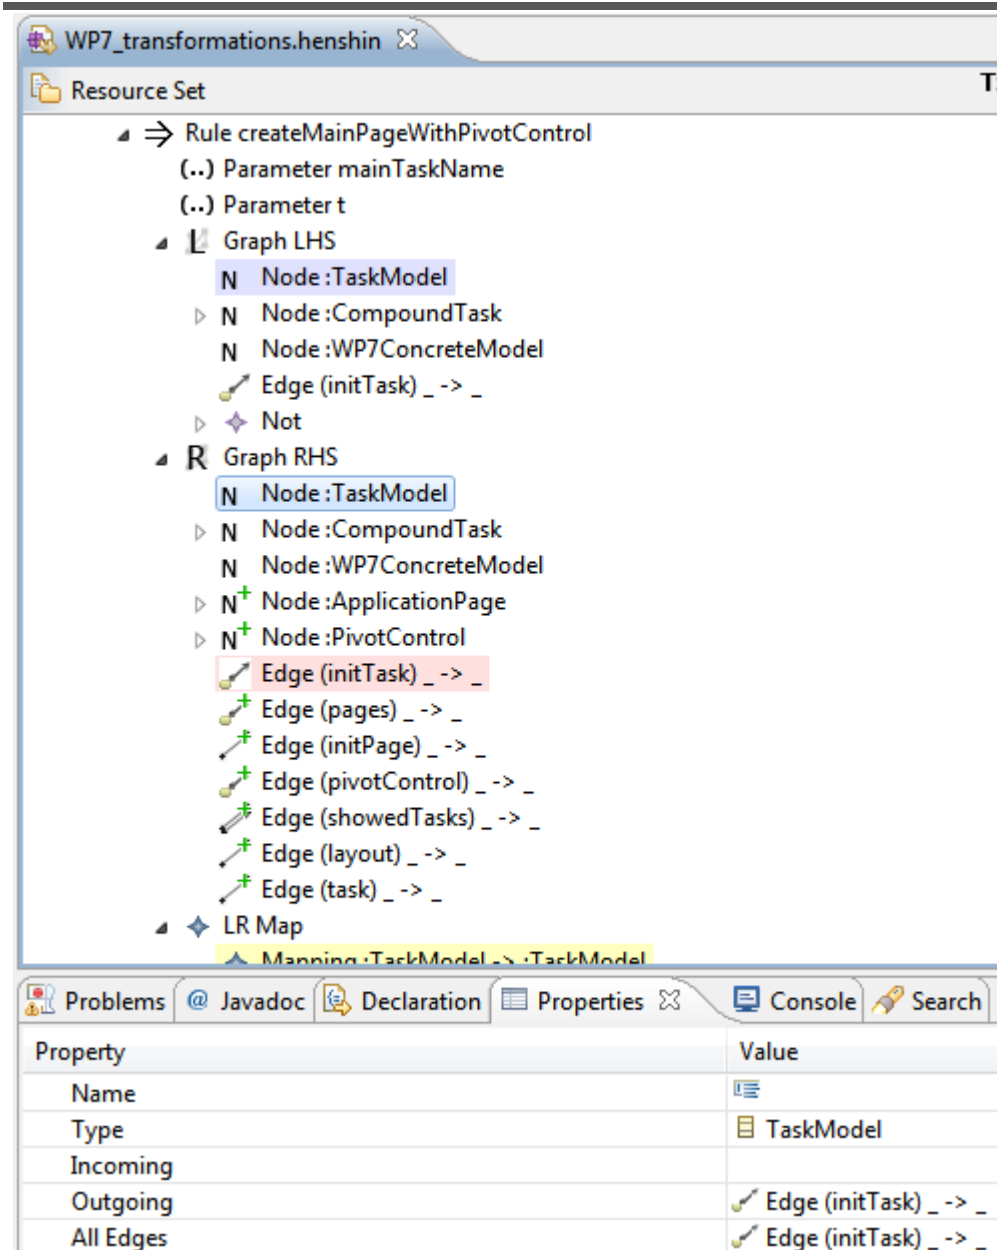 WP7_transformations.henshin
Resource Set
Rule createMainPageWithPivotControl
(..) Parameter mainTaskName
(..) Parameter t
Graph LHS
N Node :TaskModel
N Node :CompoundTask
N Node :WP7ConcreteModel
Edge (initTask) _ -> _
Not
R Graph RHS
N Node :TaskModel
N Node :CompoundTask
N Node :WP7ConcreteModel
N+ Node :ApplicationPage
N+ Node :PivotControl
Edge (initTask) _ -> _
Edge (pages) _ -> _
Edge (initPage) _ -> _
Edge (pivotControl) _ -> _
Edge (showedTasks) _ -> _
Edge (layout) _ -> _
Edge (task) _ -> _
LR Map
Mapping :TaskModel -> :TaskModel
Problems @ Javadoc Declaration Properties Console Search
Property Value
Name
Type TaskModel
Incoming
Outgoing Edge (initTask) _ -> _
All Edges Edge (initTask) _ -> _